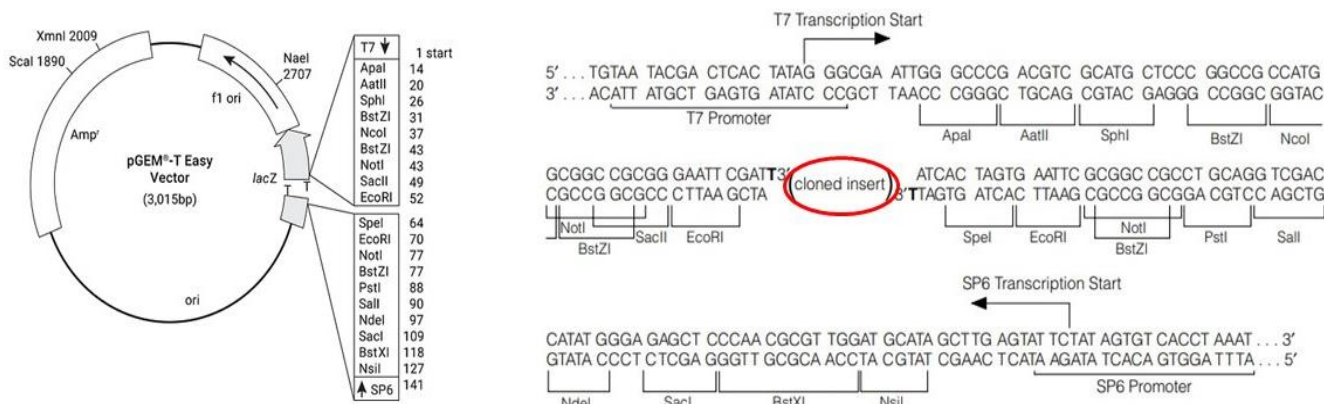 XmnI 2009
ScaI 1890
NaeI
2707
f1 ori
Ampʳ
pGEM®-T Easy
Vector
(3,015bp)
lacZ
T T
ori
T7 ↓
1 start
ApaI 14
AatII 20
SphI 26
BstZI 31
NcoI 37
BstZI 43
NotI 43
SacII 49
EcoRI 52
SpeI 64
EcoRI 70
NotI 77
BstZI 77
PstI 88
SalI 90
NdeI 97
SacI 109
BstXI 118
NsiI 127
↑ SP6 141
T7 Transcription Start
5′ . . . TGTAA TACGA CTCAC TATAG GGCGA ATTGG GCCCG ACGTC GCATG CTCCC GGCCG CCATG
3′ . . . ACATT ATGCT GAGTG ATATC CCGCTT TAACC CGGGC TGCAG CGTAC GAGGG CCGGC GGTAC
T7 Promoter
ApaI AatII SphI BstZI NcoI
GCGGC CGCGG GAATT CGATT3′ (cloned insert) ATCAC TAGTG AATTC GCGGC CGCCT GCAGG TCGAC
CGCCG GCGCC CTTAA GCTA 3′TTAGTG ATCAC TTAAG CGCCG GCGGA CGTCC AGCTG
NotI SacII EcoRI SpeI EcoRI NotI PstI SalI
BstZI BstZI
SP6 Transcription Start
CATAT GGGA GAGCT CCCAA CGCGT TGGAT GCATA GCTTG AGTAT TCTAT AGTGT CACCT AAAT . . . 3′
GTATA CCCT CTCGA GGGTT GCGCA ACCTA CGTAT CGAAC TCATA AGATA TCACA GTGGA TTTA . . . 5′
SP6 Promoter
NdeI SacI BstXI NsiI